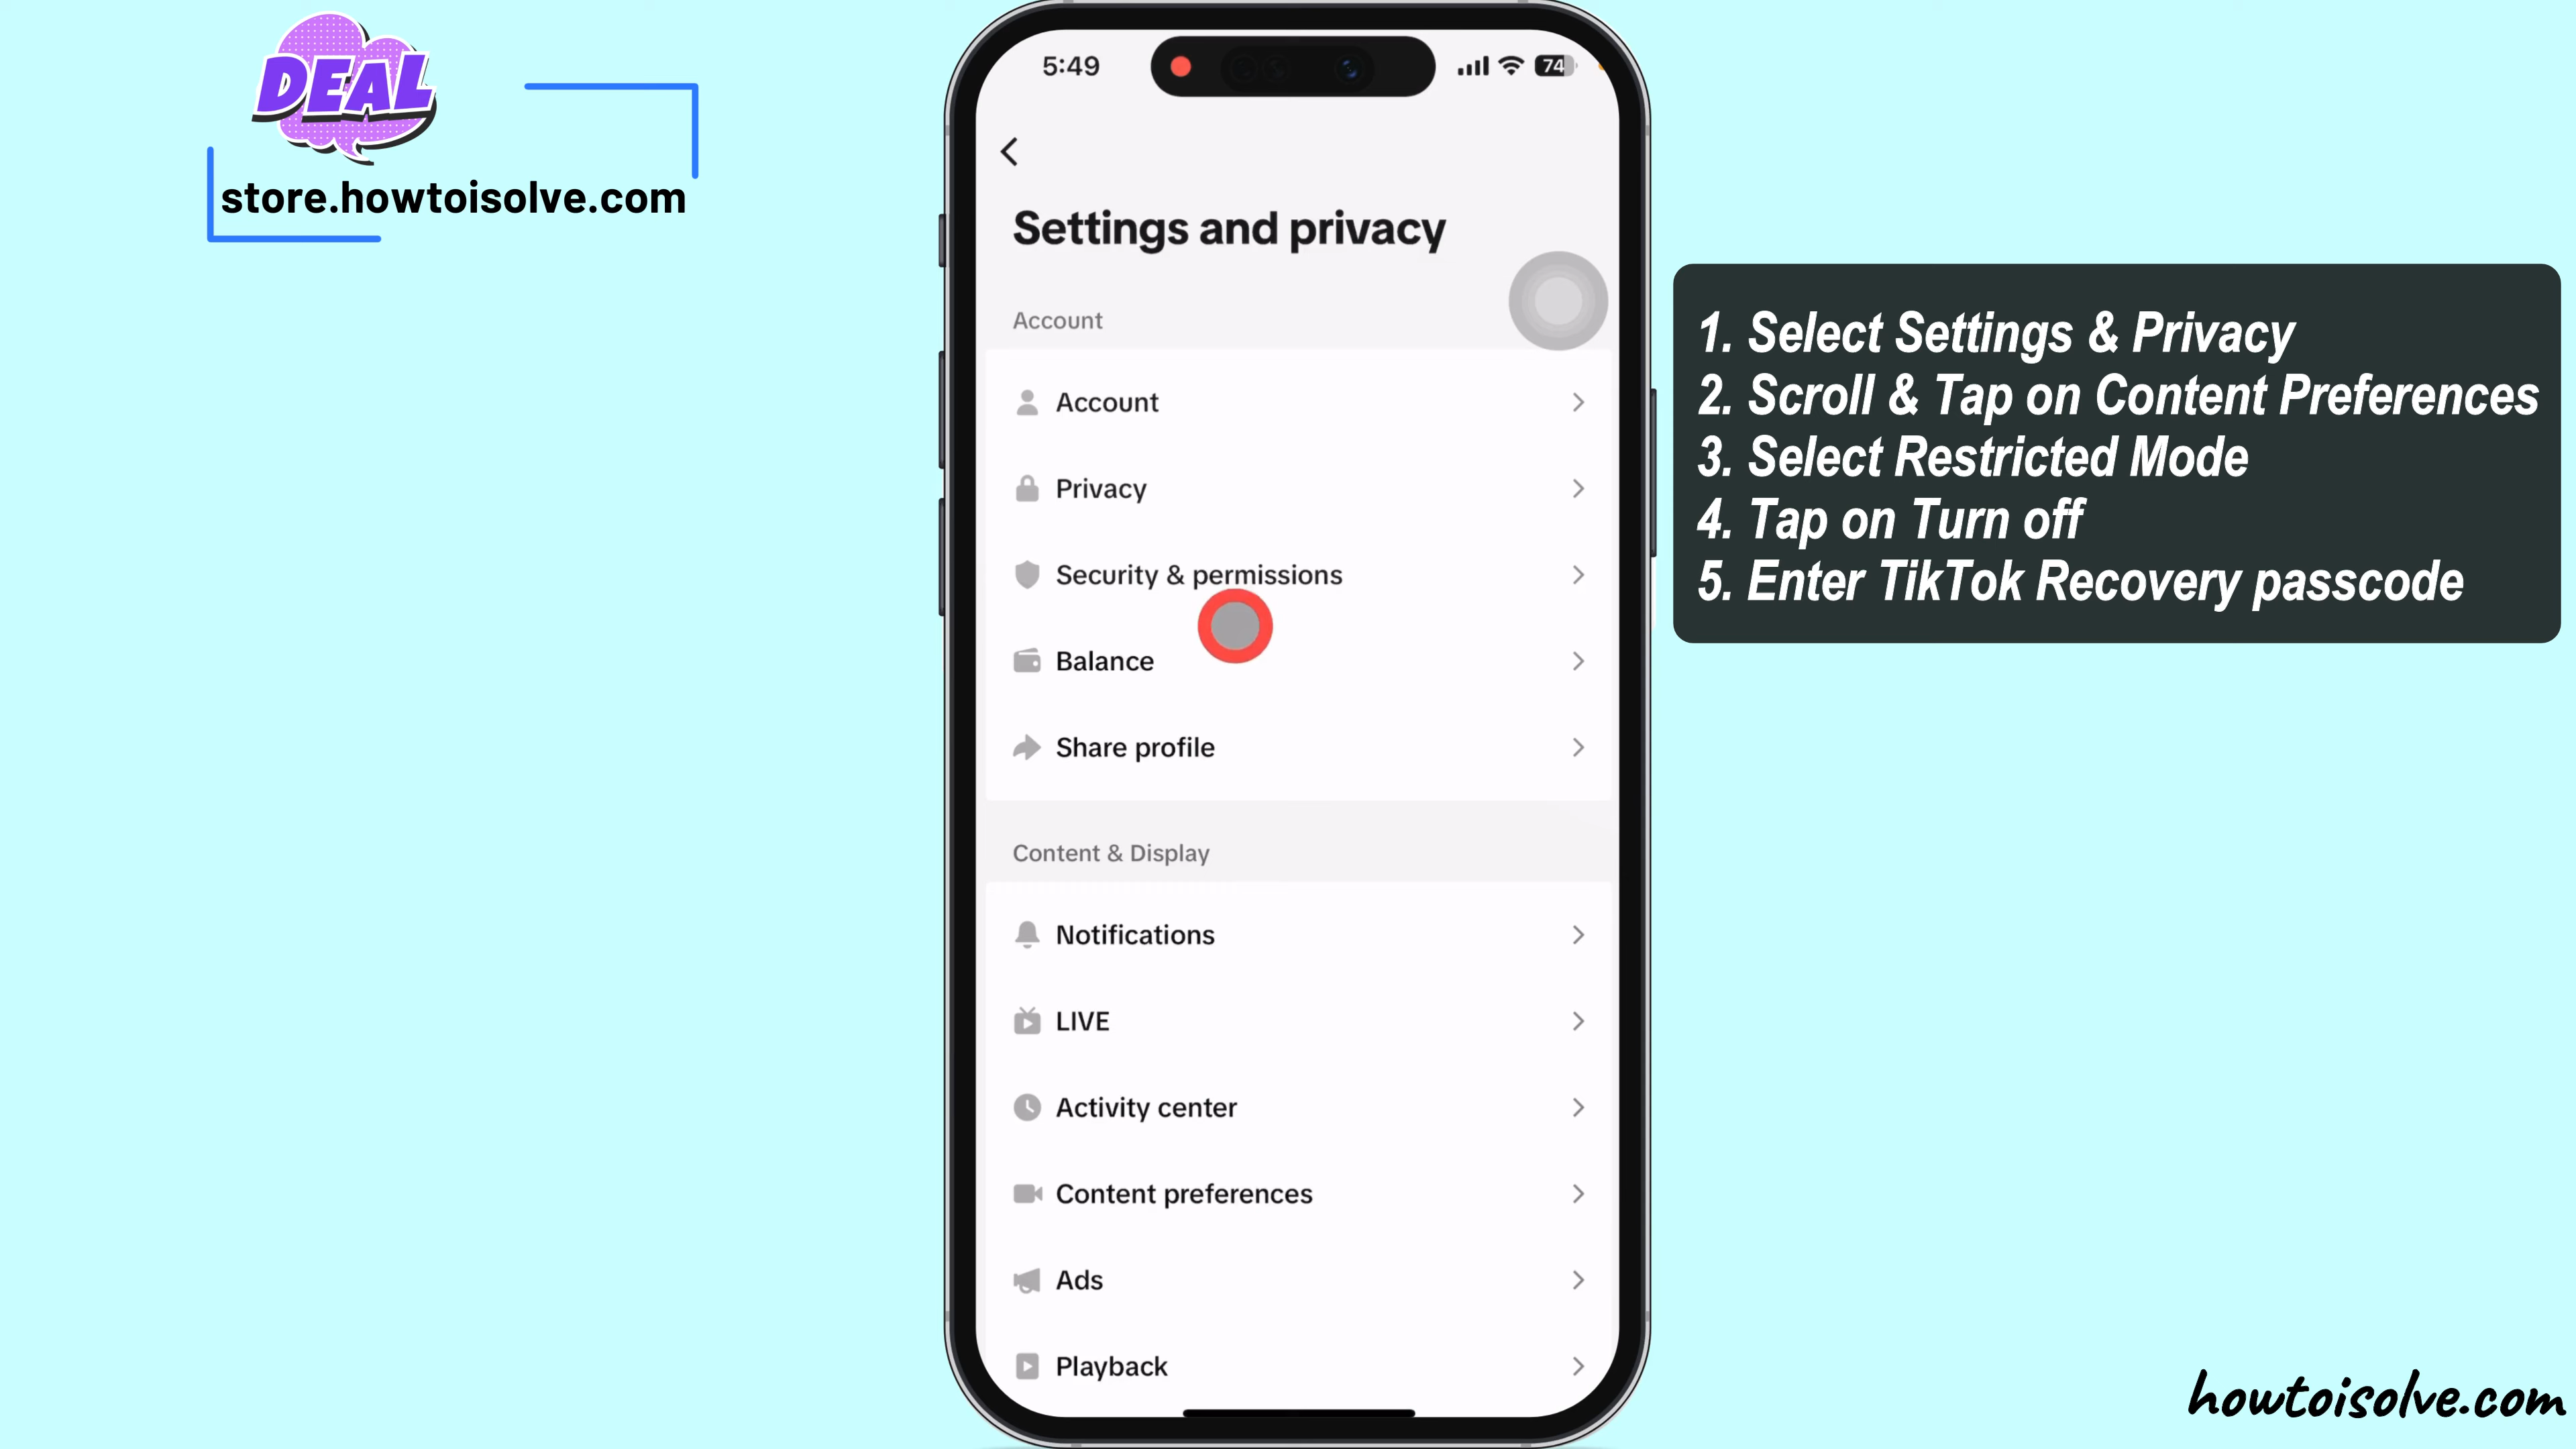 DEAL
store.howtoisolve.com
5:49
74
Settings and privacy
Account
Account
Privacy
Security & permissions
Balance
Share profile
Content & Display
Notifications
LIVE
Activity center
Content preferences
Ads
Playback
1. Select Settings & Privacy
2. Scroll & Tap on Content Preferences
3. Select Restricted Mode
4. Tap on Turn off
5. Enter TikTok Recovery passcode
howtoisolve.com